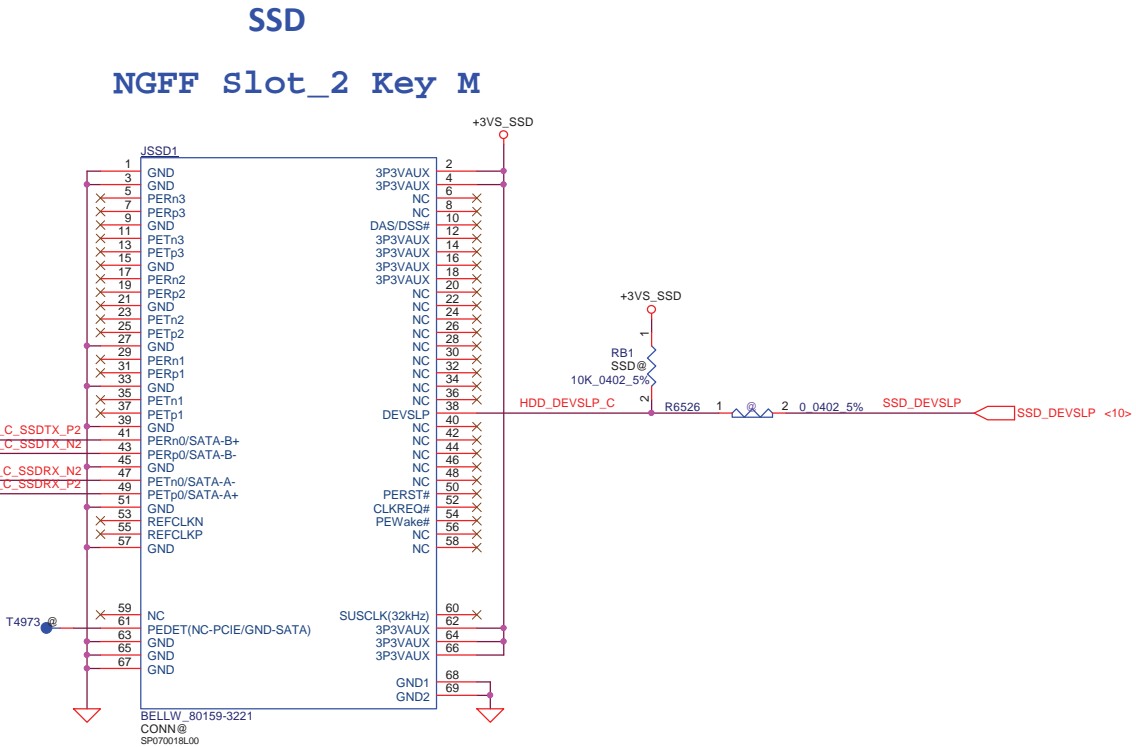 SSD
NGFF Slot_2 Key M
+3VS_SSD
JSSD1
1 GND 3P3VAUX 2
3 GND 3P3VAUX 4
5 PERn3 NC 6
7 PERp3 NC 8
9 GND DAS/DSS# 10
11 PETn3 3P3VAUX 12
13 PETp3 3P3VAUX 14
15 GND 3P3VAUX 16
17 PERn2 3P3VAUX 18
19 PERp2 NC 20
21 GND NC 22
23 PETn2 NC 24
25 PETp2 NC 26
27 GND NC 28
29 PERn1 NC 30
31 PERp1 NC 32
33 GND NC 34
35 PETn1 NC 36
37 PETp1 DEVSLP 38
39 GND NC 40
_C_SSDTX_P2 41 PERn0/SATA-B+ NC 42
_C_SSDTX_N2 43 PERp0/SATA-B- NC 44
45 GND NC 46
_C_SSDRX_N2 47 PETn0/SATA-A- NC 48
_C_SSDRX_P2 49 PETp0/SATA-A+ PERST# 50
51 GND CLKREQ# 52
53 REFCLKN PEWake# 54
55 REFCLKP NC 56
57 GND NC 58
59 NC SUSCLK(32kHz) 60
T4973 @ 61 PEDET(NC-PCIE/GND-SATA) 3P3VAUX 62
63 GND 3P3VAUX 64
65 GND 3P3VAUX 66
67 GND
GND1 68
GND2 69
BELLW_80159-3221
CONN@
SP070018L00
+3VS_SSD
1
RB1
SSD@
10K_0402_5%
2
HDD_DEVSLP_C R6526 1 @ 2 0_0402_5% SSD_DEVSLP SSD_DEVSLP <10>